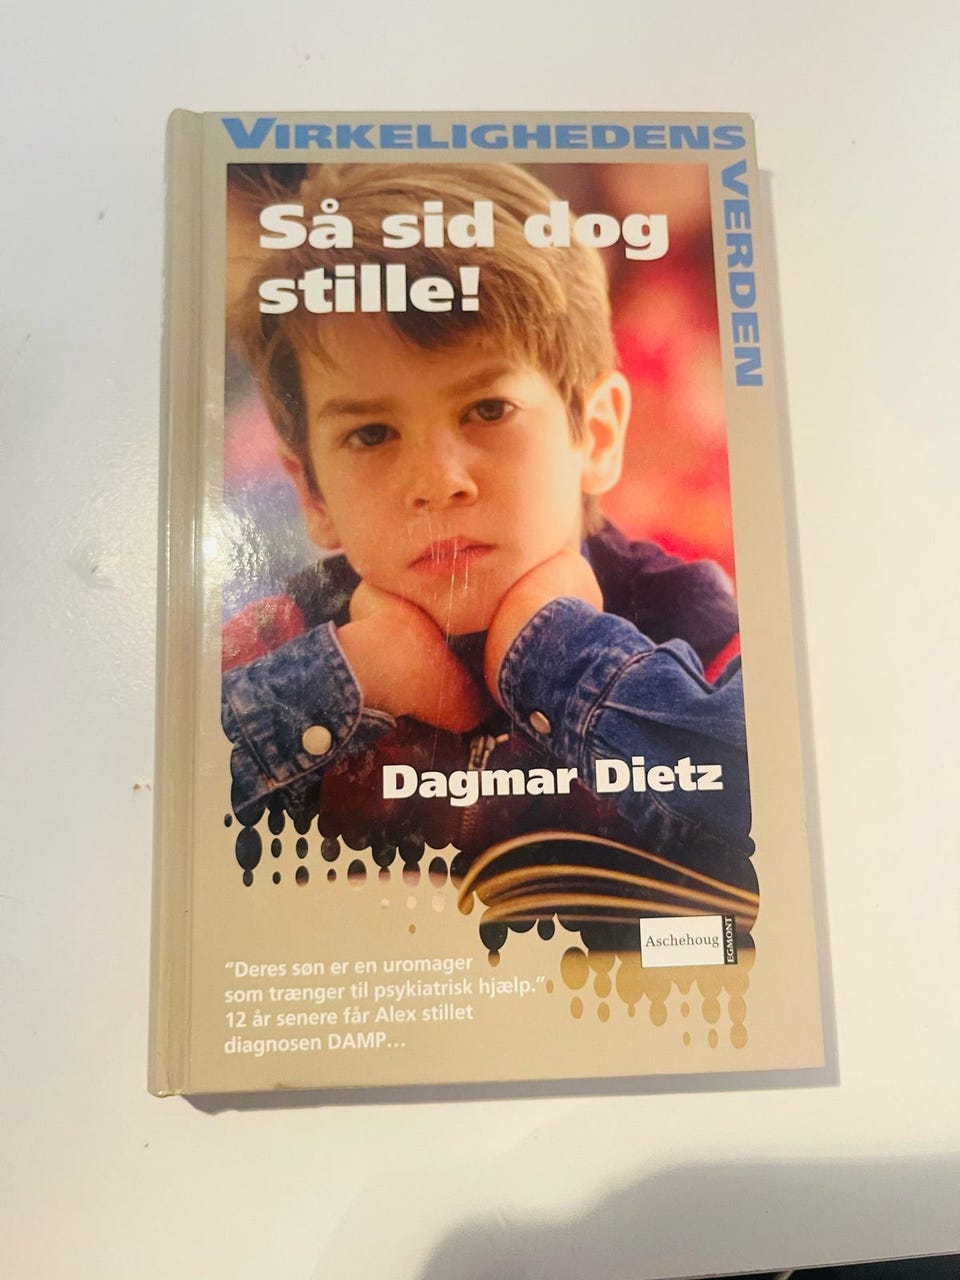 VIRKELIGHEDENS
VERDEN
Så sid dog
stille!
Dagmar Dietz
Aschehoug
EGMONT
"Deres søn er en uromager
som trænger til psykiatrisk hjælp."
12 år senere får Alex stillet
diagnosen DAMP...